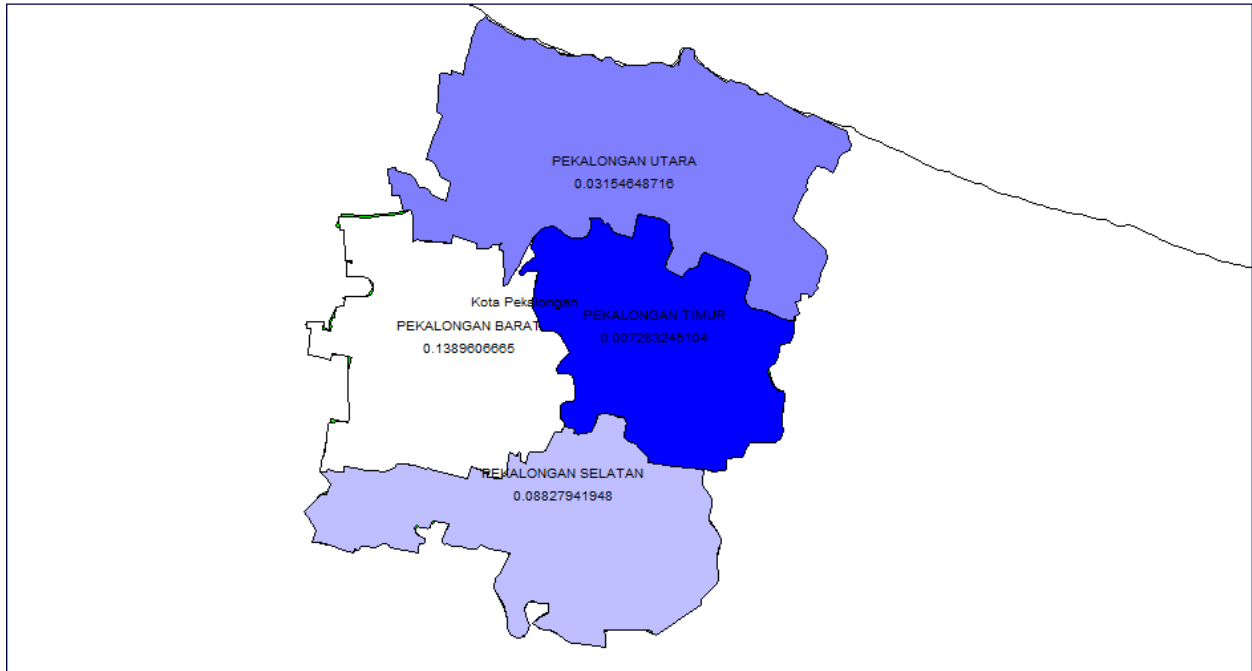 PEKALONGAN UTARA
0.03154648716
Kota Pekalongan
PEKALONGAN BARAT
0.1389606665
PEKALONGAN TIMUR
0.007283245104
PEKALONGAN SELATAN
0.08827941948